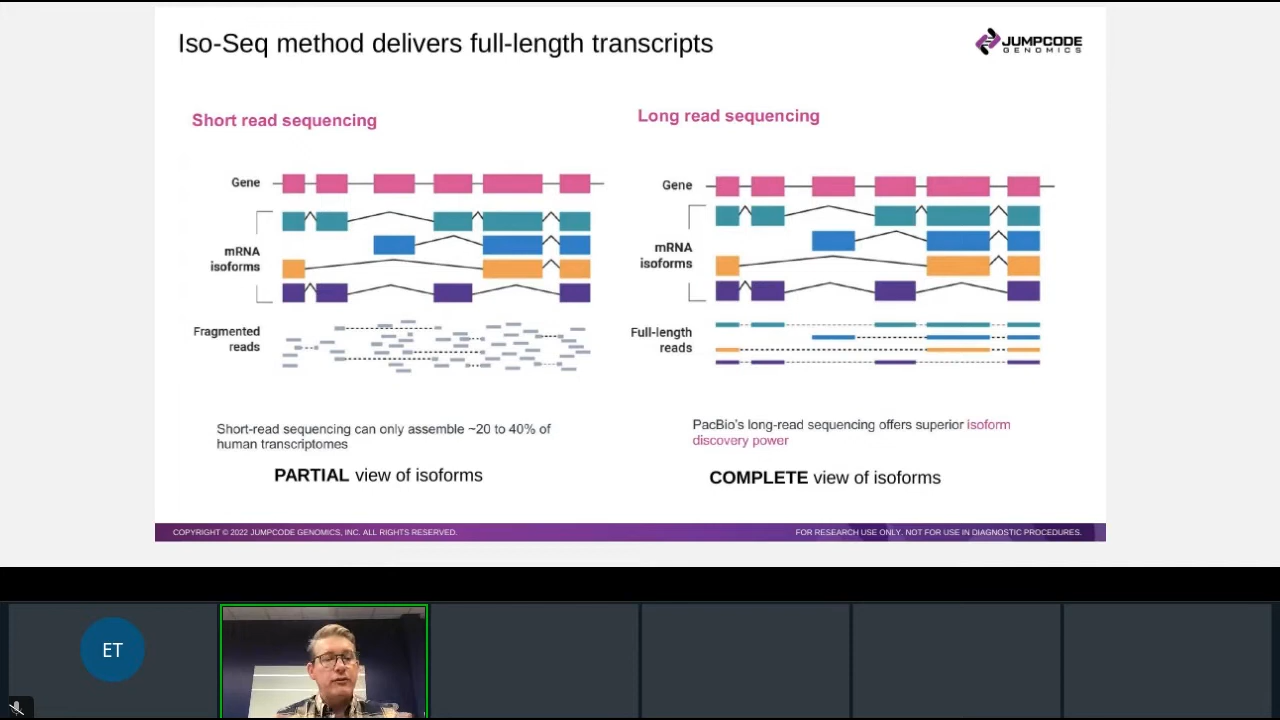 Iso-Seq method delivers full-length transcripts
JUMPCODE
GENOMICS
Short read sequencing
Gene
mRNA
isoforms
Fragmented
reads
Short-read sequencing can only assemble ~20 to 40% of
human transcriptomes
PARTIAL view of isoforms
Long read sequencing
Gene
mRNA
isoforms
Full-length
reads
PacBio's long-read sequencing offers superior isoform
discovery power
COMPLETE view of isoforms
COPYRIGHT © 2022 JUMPCODE GENOMICS, INC. ALL RIGHTS RESERVED.
FOR RESEARCH USE ONLY. NOT FOR USE IN DIAGNOSTIC PROCEDURES.
ET